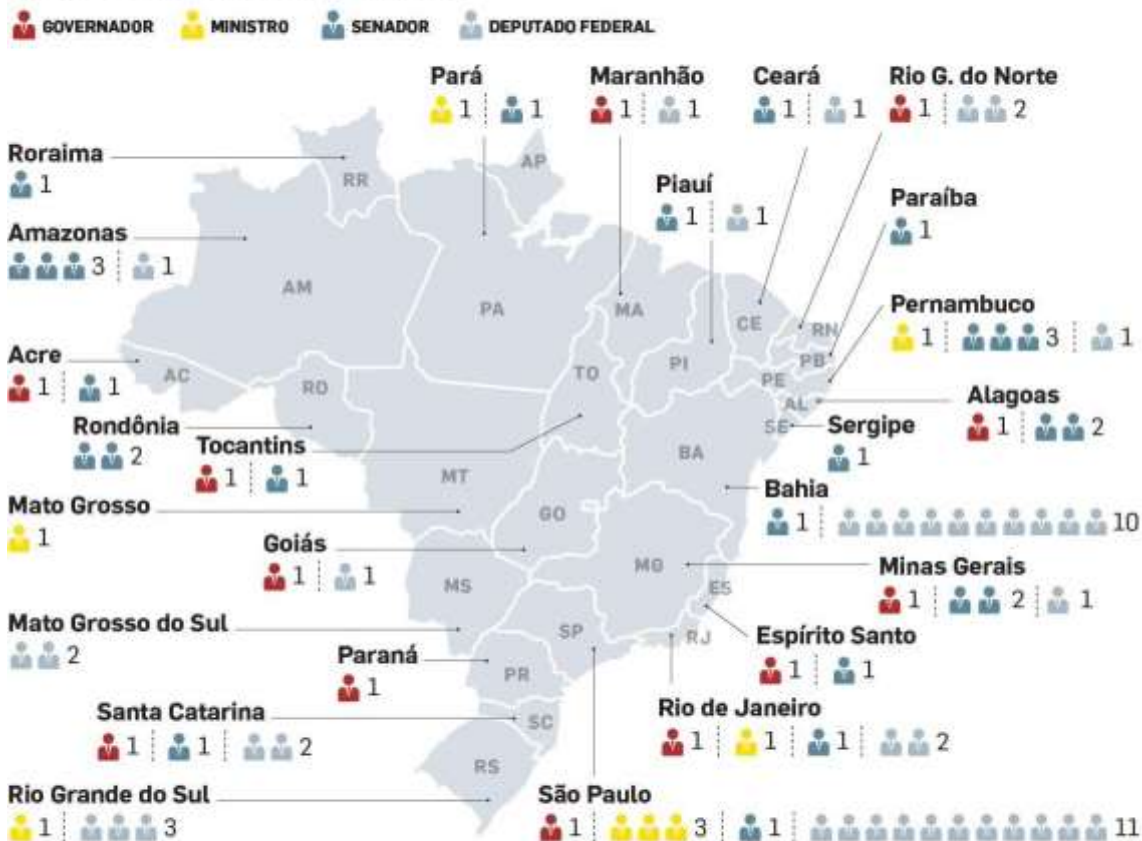 GOVERNADOR MINISTRO SENADOR DEPUTADO FEDERAL
Pará
1 1
Maranhão
1 1
Ceará
1 1
Rio G. do Norte
1 2
Roraima
1
Piauí
1 1
Paraíba
1
Amazonas
3 1
Pernambuco
1 3 1
Acre
1 1
Alagoas
1 2
Rondônia
2
Tocantins
1 1
Sergipe
1
Bahia
1 10
Mato Grosso
1
Goiás
1 1
Minas Gerais
1 2 1
Mato Grosso do Sul
2
Paraná
1
Espírito Santo
1 1
Santa Catarina
1 1 2
Rio de Janeiro
1 1 1 2
Rio Grande do Sul
1 3
São Paulo
1 3 1 11
RR
AP
AM
PA
MA
CE
RN
PB
PI
PE
AL
SE
TO
AC
RO
BA
MT
GO
MG
ES
MS
SP
RJ
PR
SC
RS